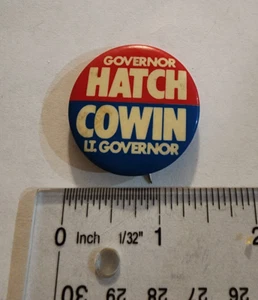 GOVERNOR
HATCH
COWIN
LT. GOVERNOR
0 Inch 1/32" 1 2
30 29 28 27 26